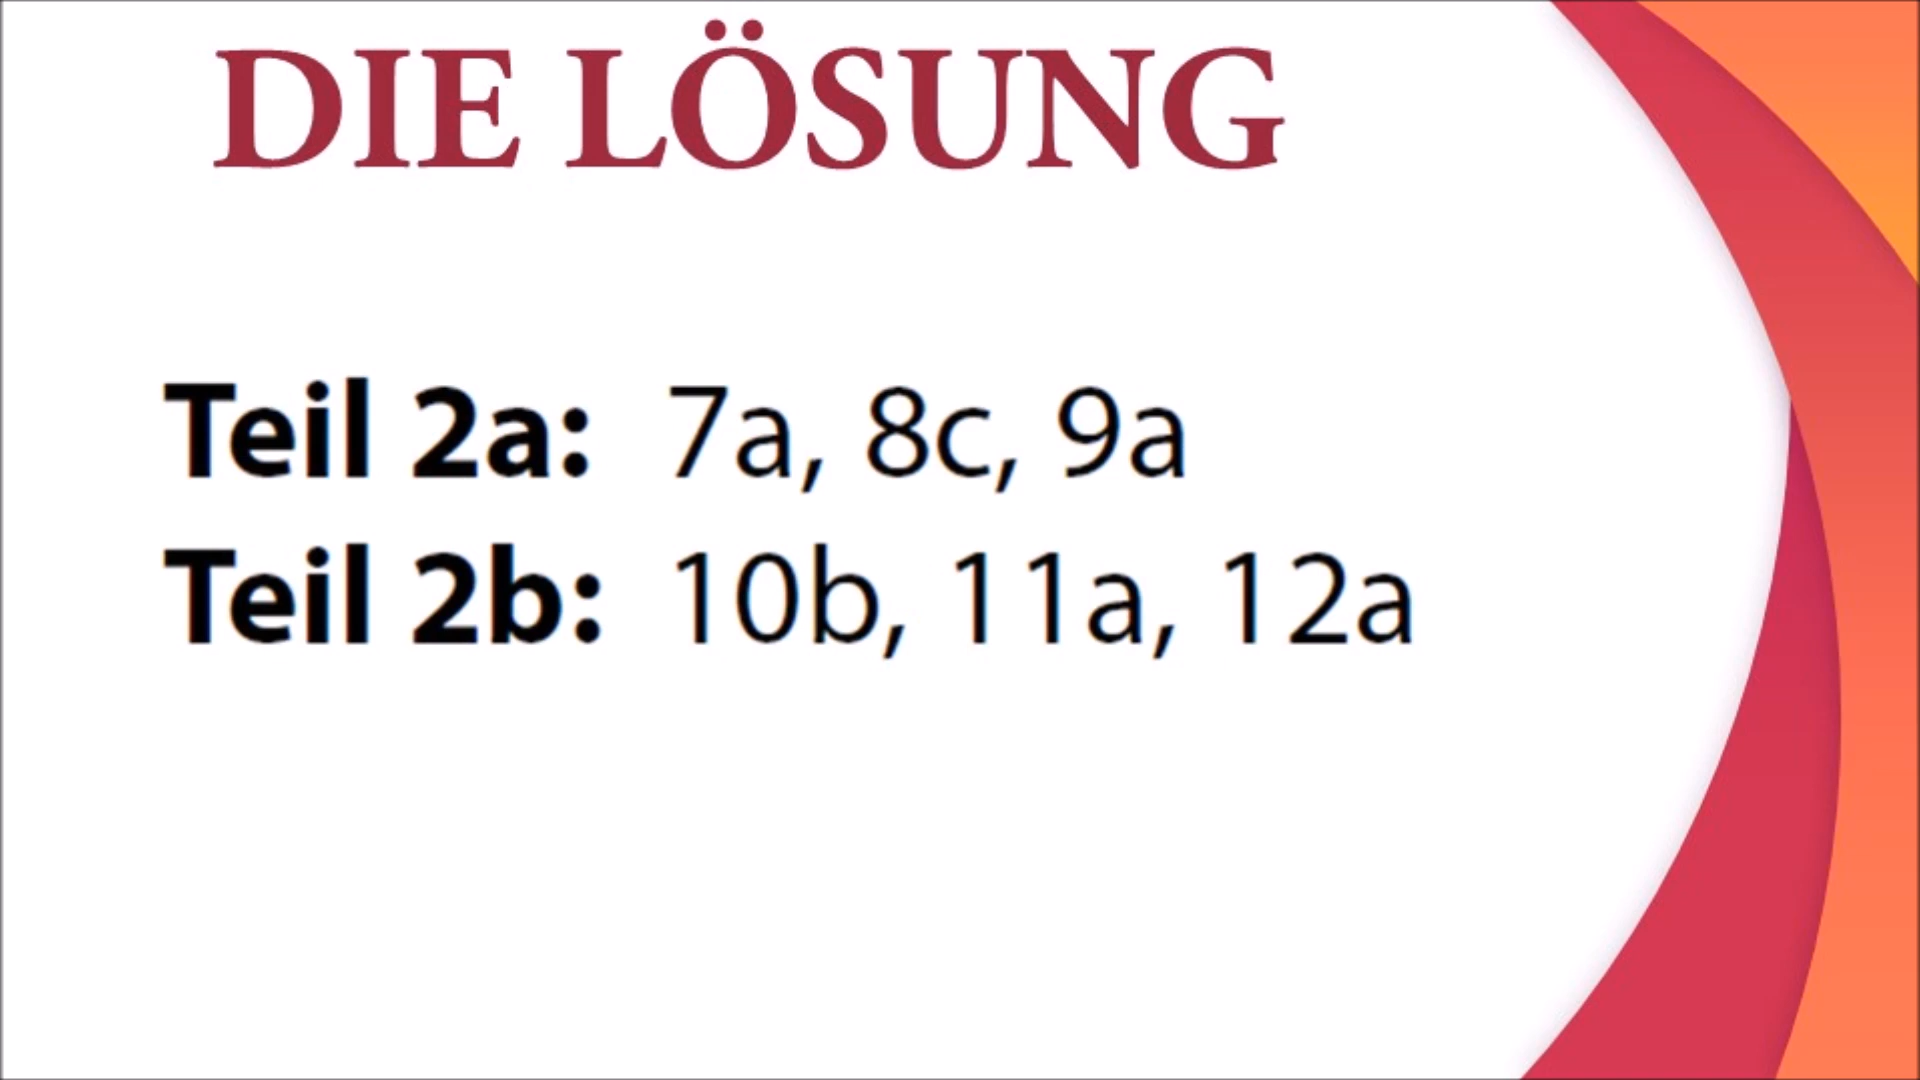 DIE LÖSUNG
Teil 2a: 7a, 8c, 9a
Teil 2b: 10b, 11a, 12a